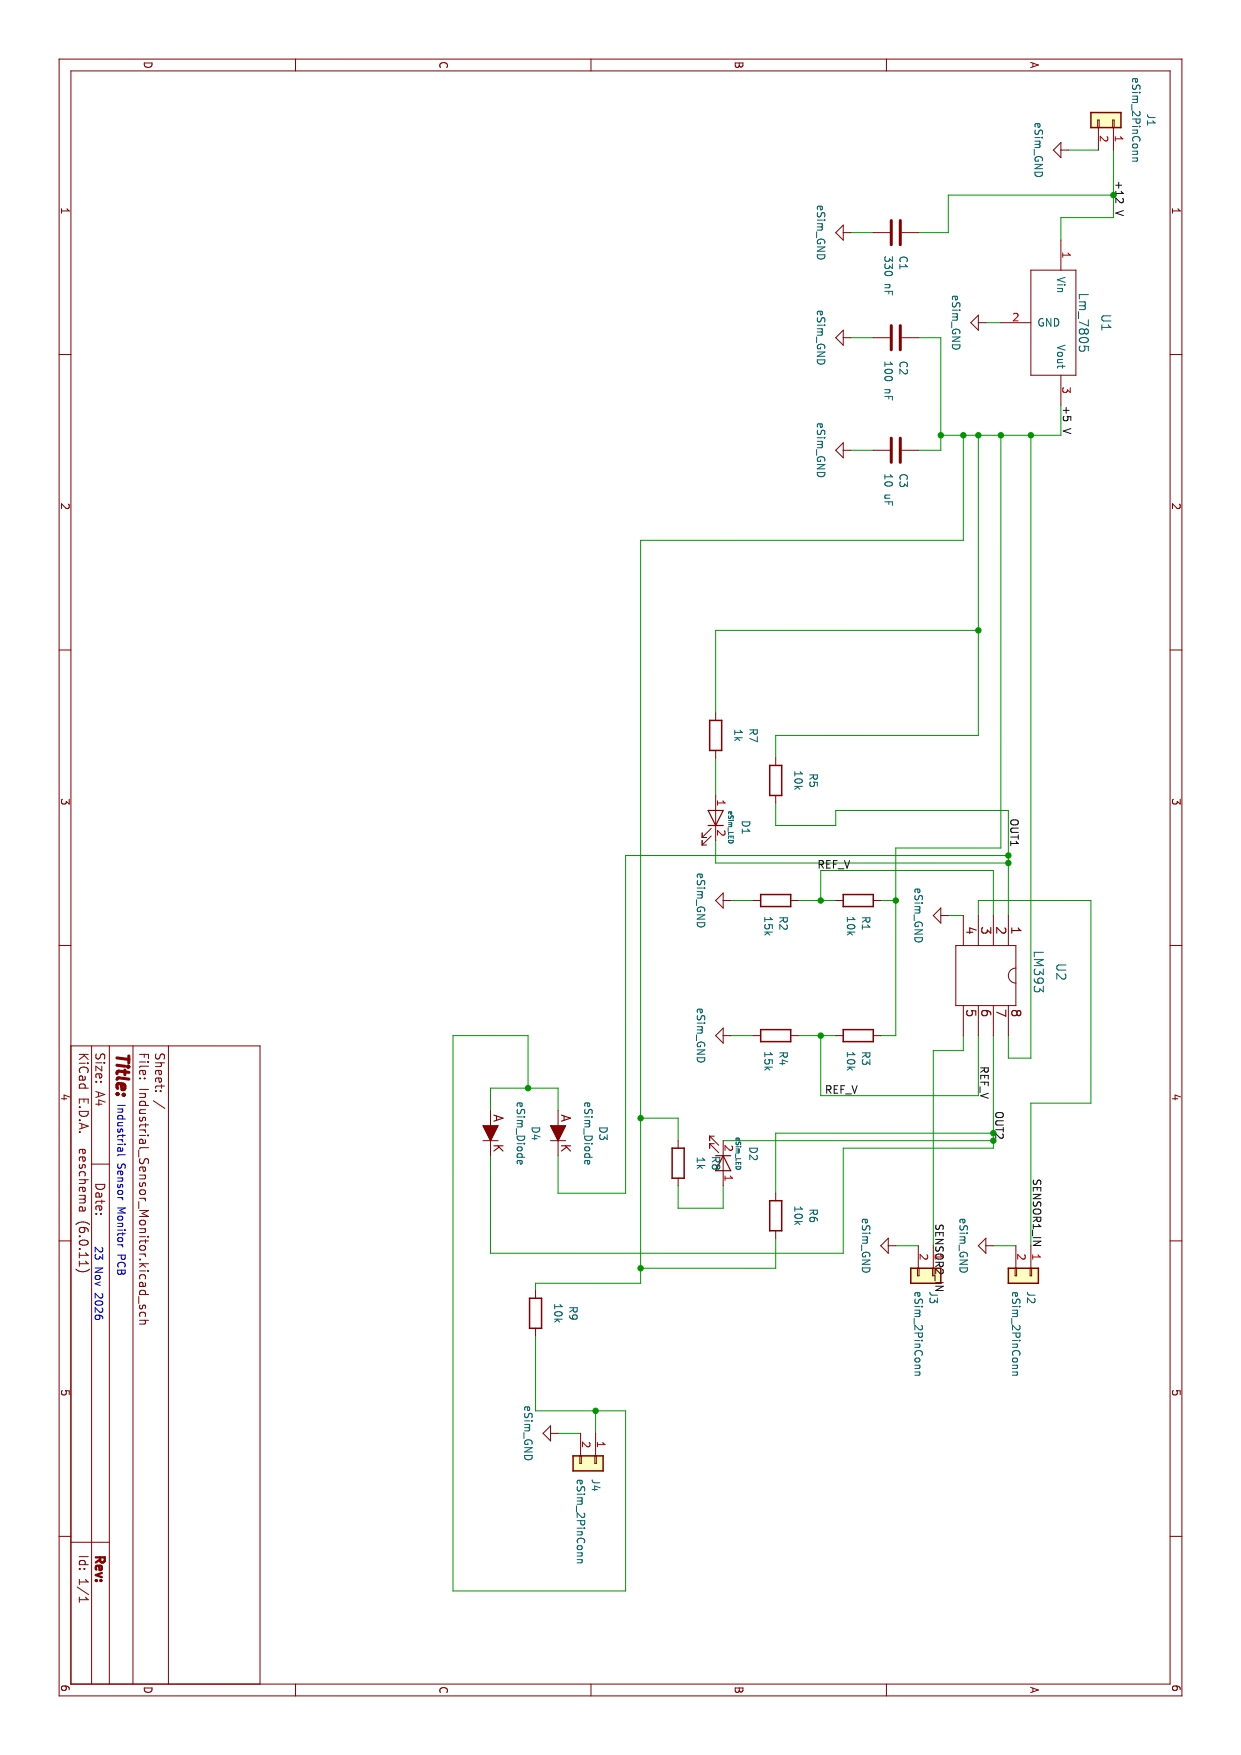 1 2 3 4 5 6
A
B
C
D
J1
eSim_2PinConn
1
2
+12 V
eSim_GND
U1
Lm_7805
1 Vin
Vout 3
GND
2
+5 V
eSim_GND
C1
330 nF
eSim_GND
C2
100 nF
eSim_GND
C3
10 uF
eSim_GND
U2
LM393
1
2
3
4
8
7
6
5
OUT1
OUT2
REF_V
eSim_GND
SENSOR1_IN
1
2
J2
eSim_2PinConn
eSim_GND
SENSOR2_IN
1
2
J3
eSim_2PinConn
eSim_GND
R1
10k
R3
10k
REF_V
REF_V
R2
15k
R4
15k
eSim_GND
eSim_GND
R5
10k
R6
10k
R7
1k
D1
eSim_LED
1
2
D2
eSim_LED
2
1
R8
1k
D3
eSim_Diode
A K
D4
eSim_Diode
A K
R9
10k
1
2
J4
eSim_2PinConn
eSim_GND
A
B
C
D
Sheet: /
File: Industrial_Sensor_Monitor.kicad_sch
Title: Industrial Sensor Monitor PCB
Size: A4 Date: 23 Nov 2026 Rev:
KiCad E.D.A. eeschema (6.0.11) Id: 1/1
1 2 3 4 5 6